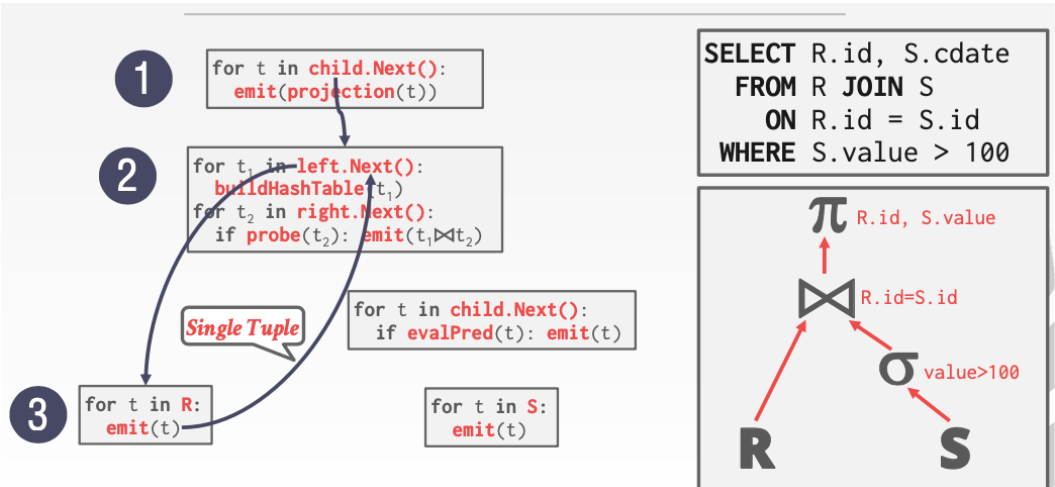 1
for t in child.Next():
emit(projection(t))
2
for t₁ in left.Next():
buildHashTable(t₁)
for t₂ in right.Next():
if probe(t₂): emit(t₁⨝t₂)
for t in child.Next():
if evalPred(t): emit(t)
Single Tuple
3
for t in R:
emit(t)
for t in S:
emit(t)
SELECT R.id, S.cdate
FROM R JOIN S
ON R.id = S.id
WHERE S.value > 100
π R.id, S.value
⨝ R.id=S.id
σ value>100
R S